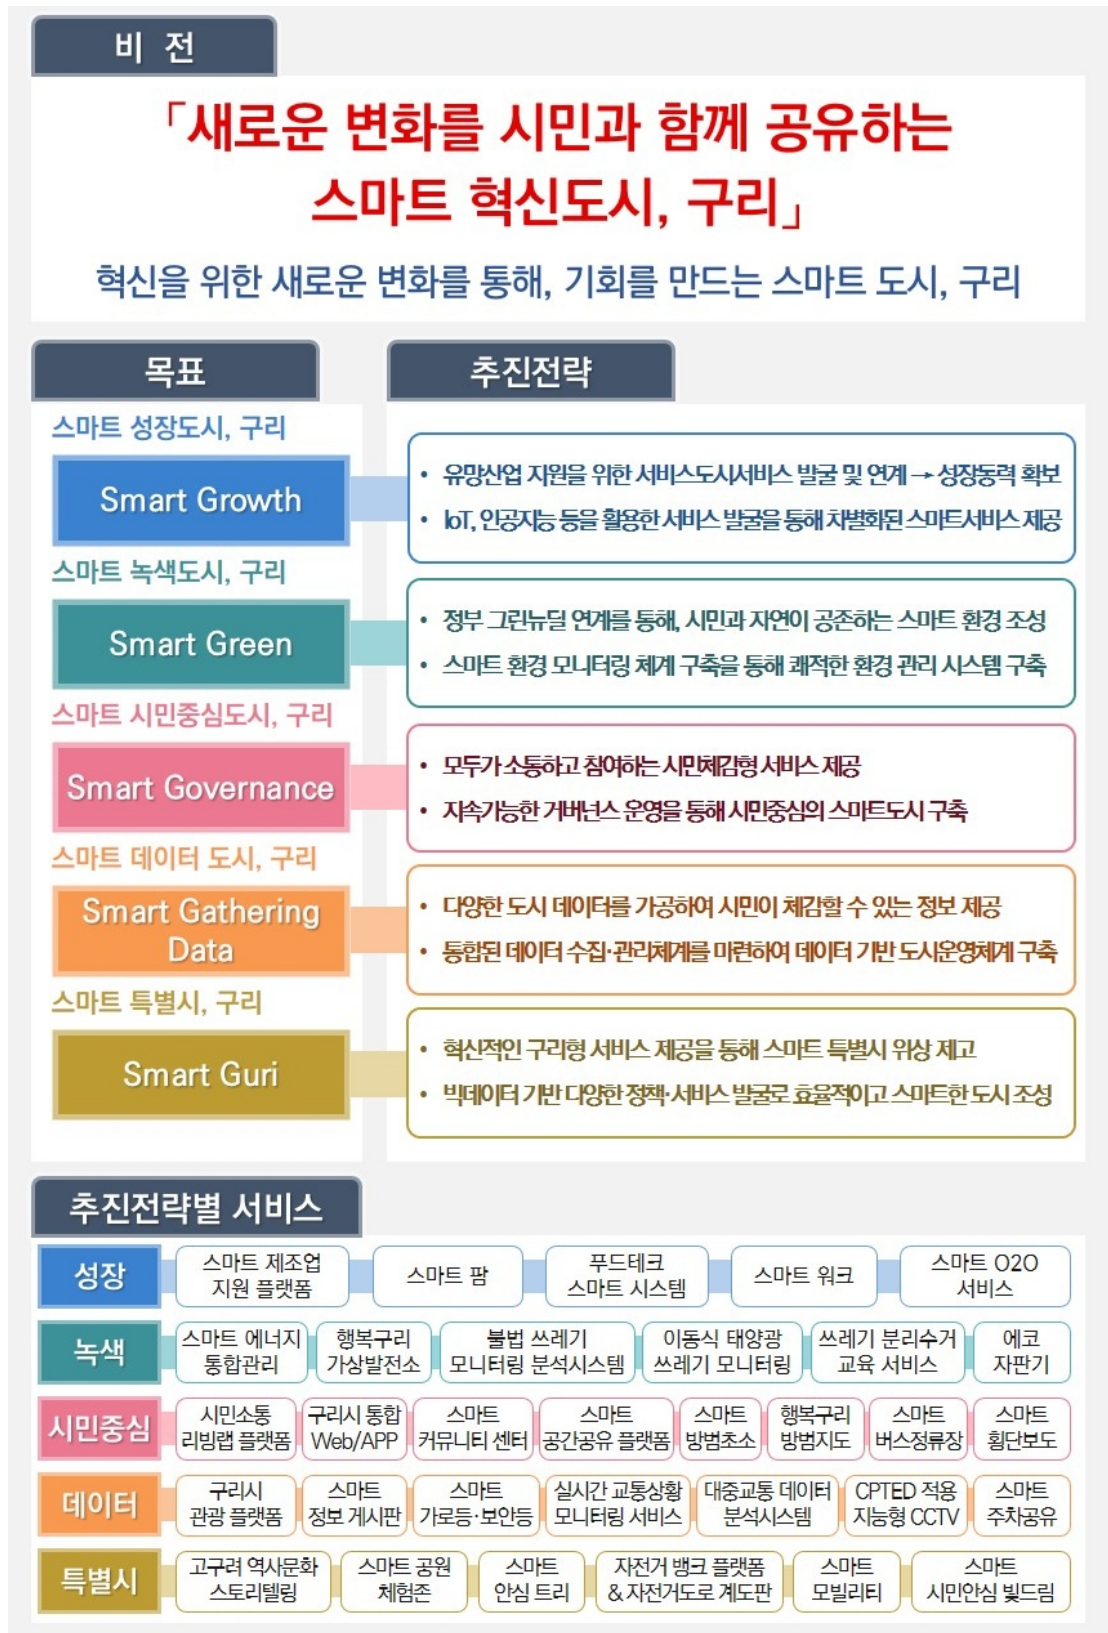 비 전
「새로운 변화를 시민과 함께 공유하는
스마트 혁신도시, 구리」
혁신을 위한 새로운 변화를 통해, 기회를 만드는 스마트 도시, 구리
목표
추진전략
스마트 성장도시, 구리
Smart Growth
• 유망산업 지원을 위한 서비스도시서비스 발굴 및 연계 → 성장동력 확보
• IoT, 인공지능 등을 활용한 서비스 발굴을 통해 차별화된 스마트서비스 제공
스마트 녹색도시, 구리
Smart Green
• 정부 그린뉴딜 연계를 통해, 시민과 자연이 공존하는 스마트 환경 조성
• 스마트 환경 모니터링 체계 구축을 통해 쾌적한 환경 관리 시스템 구축
스마트 시민중심도시, 구리
Smart Governance
• 모두가 소통하고 참여하는 시민체감형 서비스 제공
• 지속가능한 거버넌스 운영을 통해 시민중심의 스마트도시 구축
스마트 데이터 도시, 구리
Smart Gathering
Data
• 다양한 도시 데이터를 가공하여 시민이 체감할 수 있는 정보 제공
• 통합된 데이터 수집·관리체계를 마련하여 데이터 기반 도시운영체계 구축
스마트 특별시, 구리
Smart Guri
• 혁신적인 구리형 서비스 제공을 통해 스마트 특별시 위상 제고
• 빅데이터 기반 다양한 정책·서비스 발굴로 효율적이고 스마트한 도시 조성
추진전략별 서비스
성장
스마트 제조업
지원 플랫폼
스마트 팜
푸드테크
스마트 시스템
스마트 워크
스마트 O2O
서비스
녹색
스마트 에너지
통합관리
행복구리
가상발전소
불법 쓰레기
모니터링 분석시스템
이동식 태양광
쓰레기 모니터링
쓰레기 분리수거
교육 서비스
에코
자판기
시민중심
시민소통
리빙랩 플랫폼
구리시 통합
Web/APP
스마트
커뮤니티 센터
스마트
공간공유 플랫폼
스마트
방범초소
행복구리
방범지도
스마트
버스정류장
스마트
횡단보도
데이터
구리시
관광 플랫폼
스마트
정보 게시판
스마트
가로등·보안등
실시간 교통상황
모니터링 서비스
대중교통 데이터
분석시스템
CPTED 적용
지능형 CCTV
스마트
주차공유
특별시
고구려 역사문화
스토리텔링
스마트 공원
체험존
스마트
안심 트리
자전거 뱅크 플랫폼
& 자전거도로 계도판
스마트
모빌리티
스마트
시민안심 빛드림